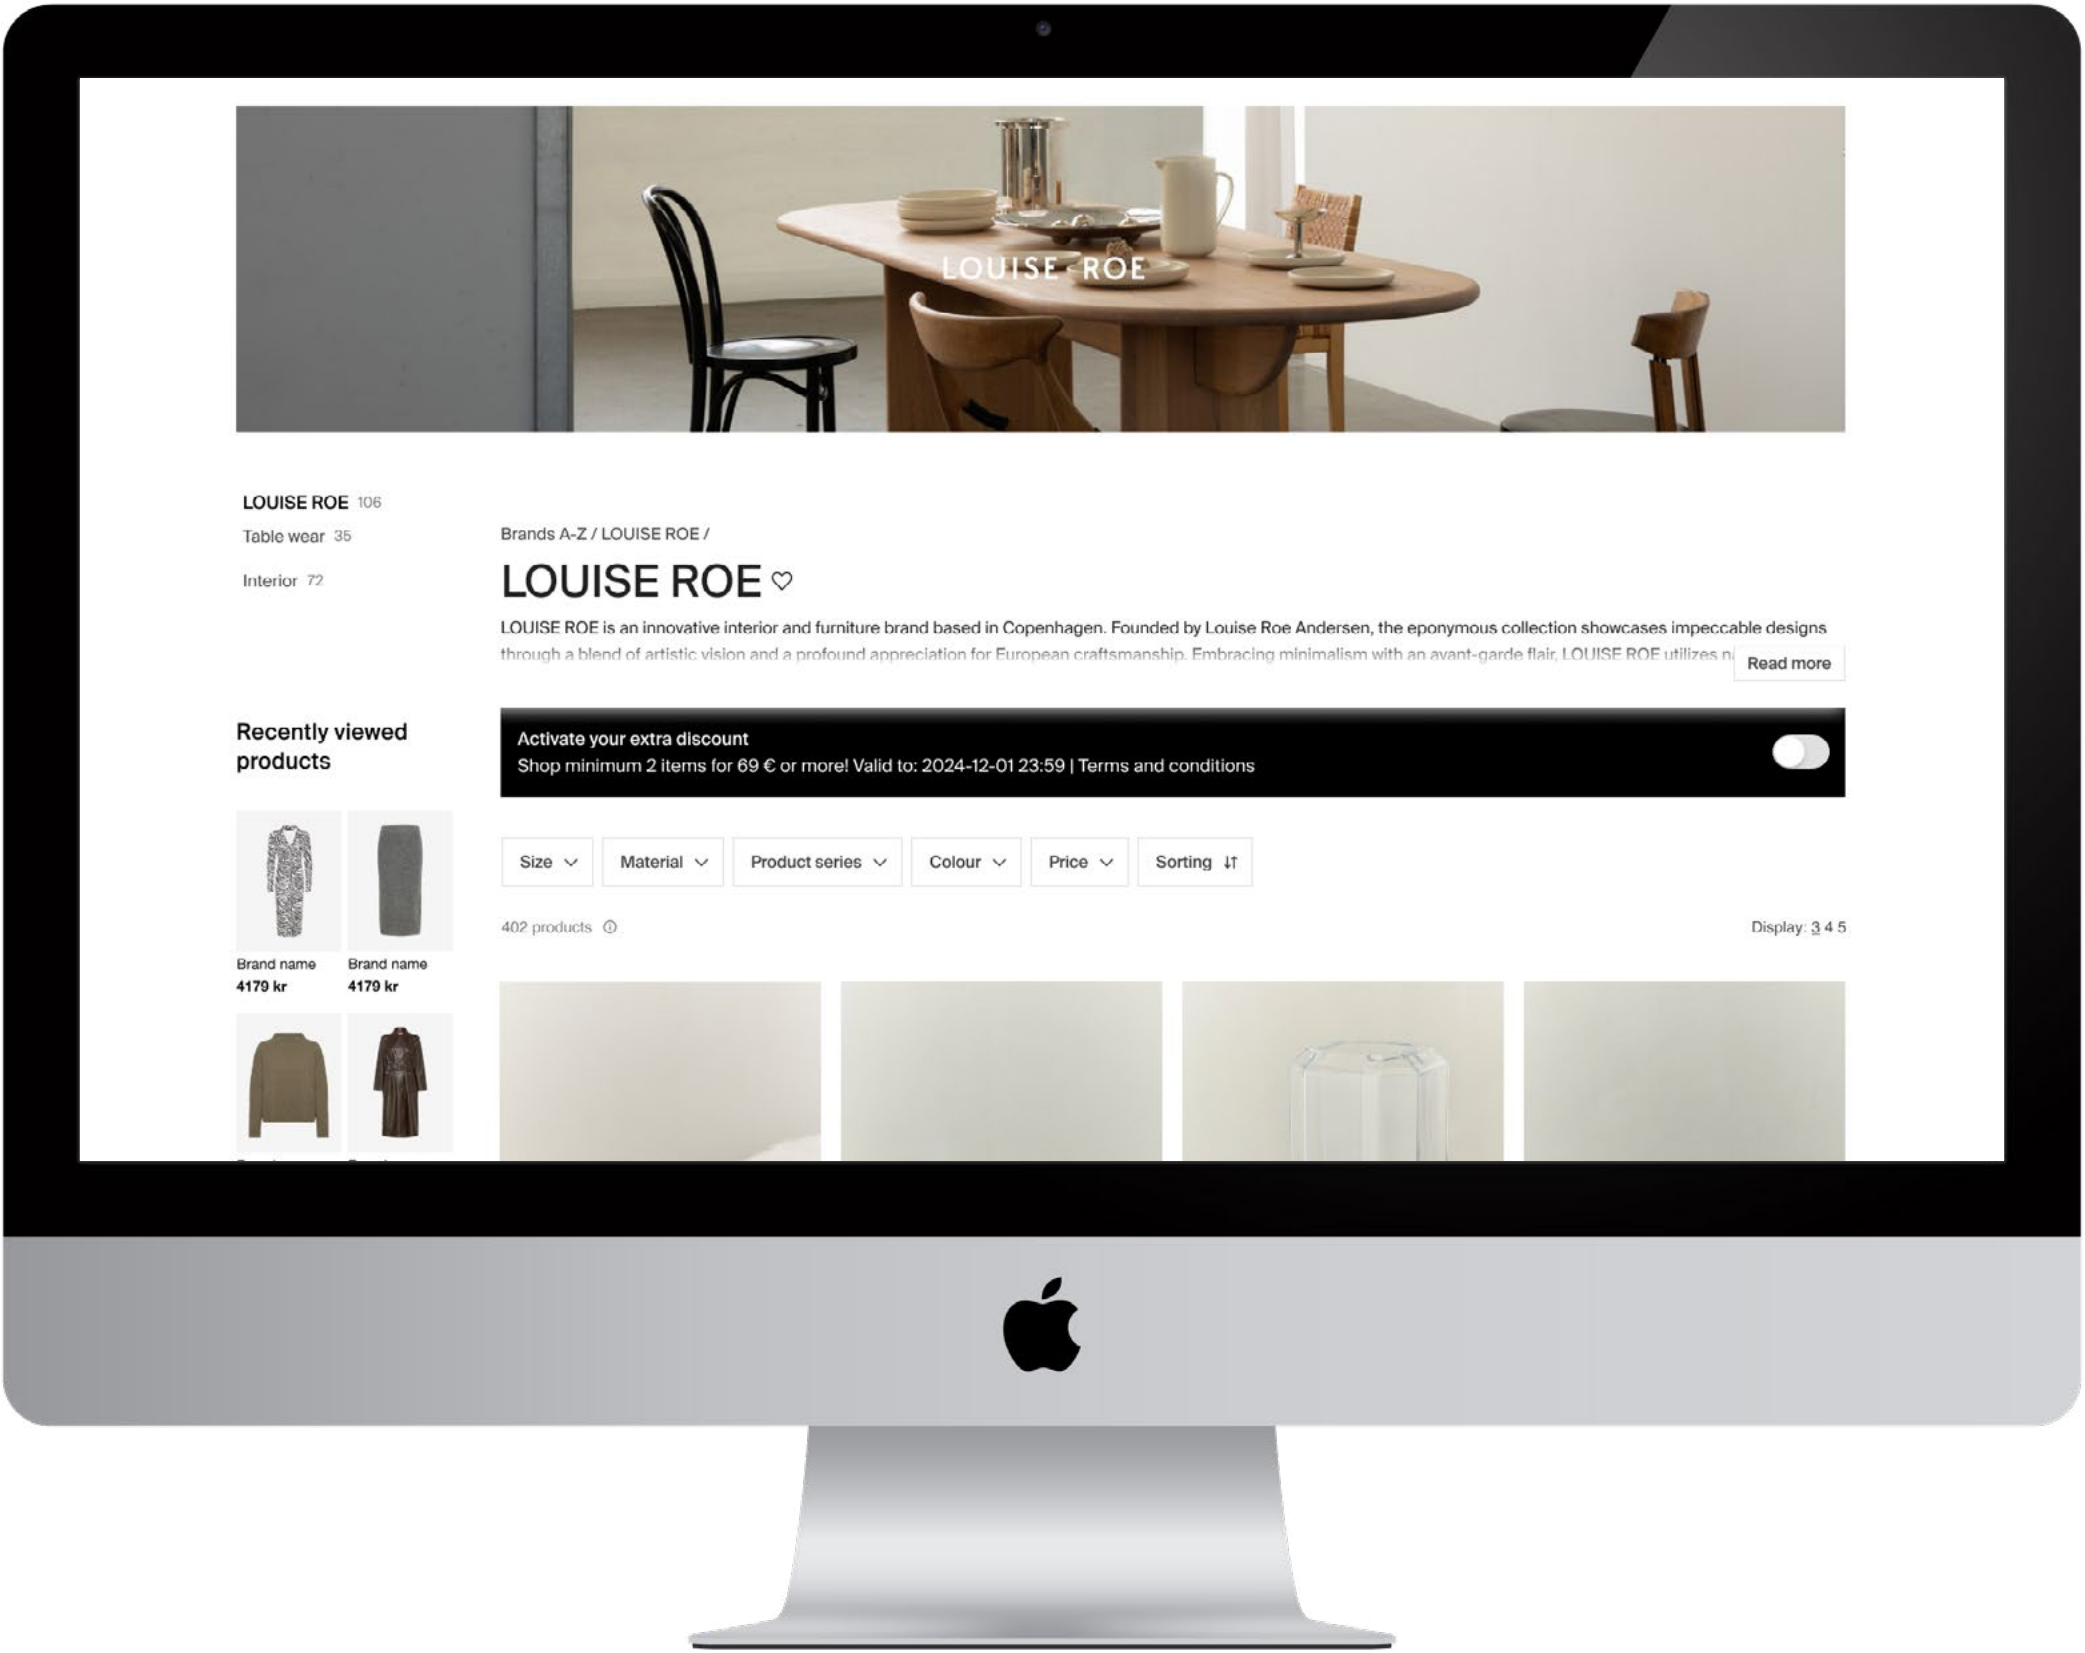 LOUISE ROE
LOUISE ROE 106
Table wear 35
Interior 72
Brands A-Z / LOUISE ROE /
LOUISE ROE
LOUISE ROE is an innovative interior and furniture brand based in Copenhagen. Founded by Louise Roe Andersen, the eponymous collection showcases impeccable designs
through a blend of artistic vision and a profound appreciation for European craftsmanship. Embracing minimalism with an avant-garde flair, LOUISE ROE utilizes
Read more
Recently viewed
products
Brand name
4179 kr
Brand name
4179 kr
Activate your extra discount
Shop minimum 2 items for 69 € or more! Valid to: 2024-12-01 23:59 | Terms and conditions
Size
Material
Product series
Colour
Price
Sorting
402 products
Display: 3 4 5